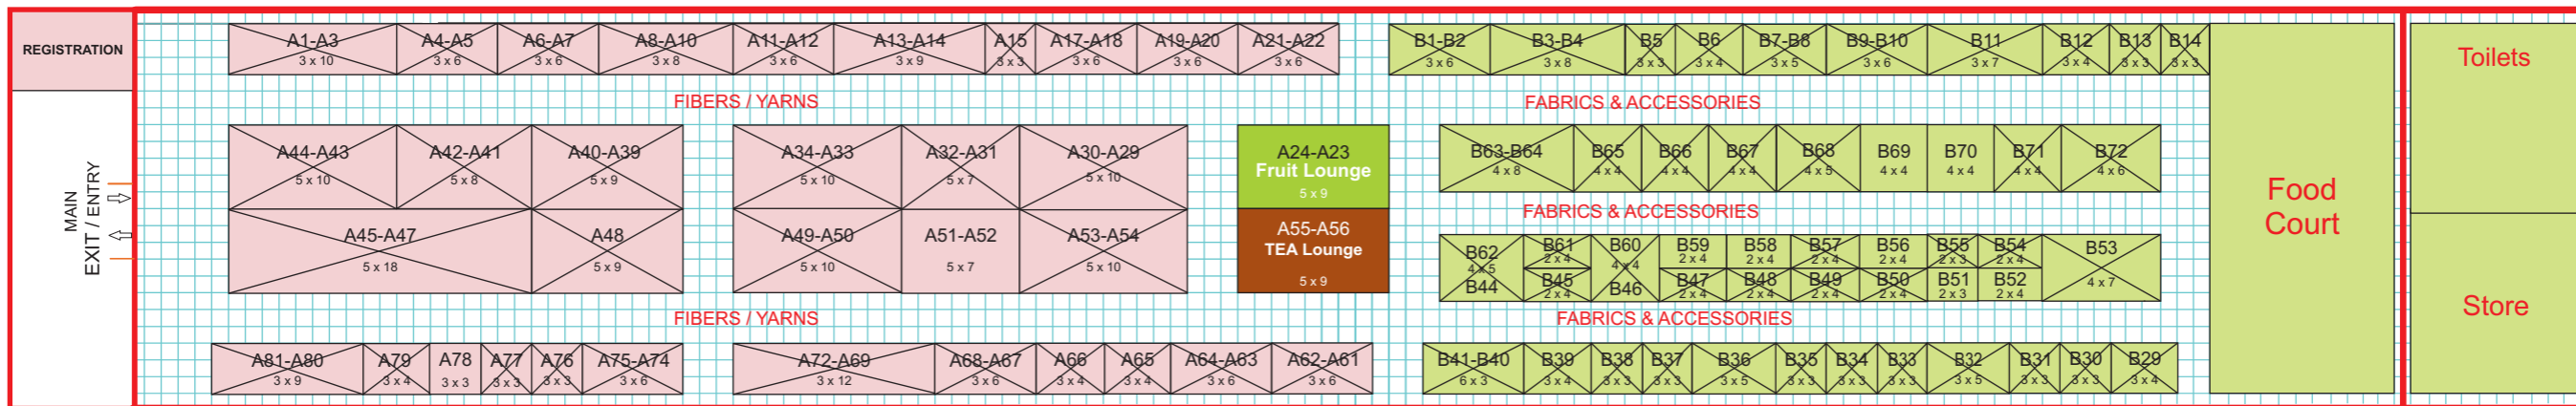 REGISTRATION
A1-A3
3 x 10
A4-A5
3 x 6
A6-A7
3 x 6
A8-A10
3 x 8
A11-A12
3 x 6
A13-A14
3 x 9
A15
3 x 3
A17-A18
3 x 6
A19-A20
3 x 6
A21-A22
3 x 6
B1-B2
3 x 6
B3-B4
3 x 8
B5
3 x 3
B6
3 x 4
B7-B8
3 x 5
B9-B10
3 x 6
B11
3 x 7
B12
3 x 4
B13
3 x 3
B14
3 x 3
Toilets
FIBERS / YARNS
FABRICS & ACCESSORIES
MAIN
EXIT / ENTRY
A44-A43
5 x 10
A42-A41
5 x 8
A40-A39
5 x 9
A34-A33
5 x 10
A32-A31
5 x 7
A30-A29
5 x 10
A24-A23
Fruit Lounge
5 x 9
B63-B64
4 x 8
B65
4 x 4
B66
4 x 4
B67
4 x 4
B68
4 x 5
B69
4 x 4
B70
4 x 4
B71
4 x 4
B72
4 x 6
Food
Court
FABRICS & ACCESSORIES
A45-A47
5 x 18
A48
5 x 9
A49-A50
5 x 10
A51-A52
5 x 7
A53-A54
5 x 10
A55-A56
TEA Lounge
5 x 9
B62
4 x 5
B44
B61
2 x 4
B45
2 x 4
B60
4 x 4
B46
B59
2 x 4
B47
2 x 4
B58
2 x 4
B48
2 x 4
B57
2 x 4
B49
2 x 4
B56
2 x 4
B50
2 x 4
B55
2 x 3
B51
2 x 3
B54
2 x 4
B52
2 x 4
B53
4 x 7
Store
FIBERS / YARNS
FABRICS & ACCESSORIES
A81-A80
3 x 9
A79
3 x 4
A78
3 x 3
A77
3 x 3
A76
3 x 3
A75-A74
3 x 6
A72-A69
3 x 12
A68-A67
3 x 6
A66
3 x 4
A65
3 x 4
A64-A63
3 x 6
A62-A61
3 x 6
B41-B40
6 x 3
B39
3 x 4
B38
3 x 3
B37
3 x 3
B36
3 x 5
B35
3 x 3
B34
3 x 3
B33
3 x 3
B32
3 x 5
B31
3 x 3
B30
3 x 3
B29
3 x 4